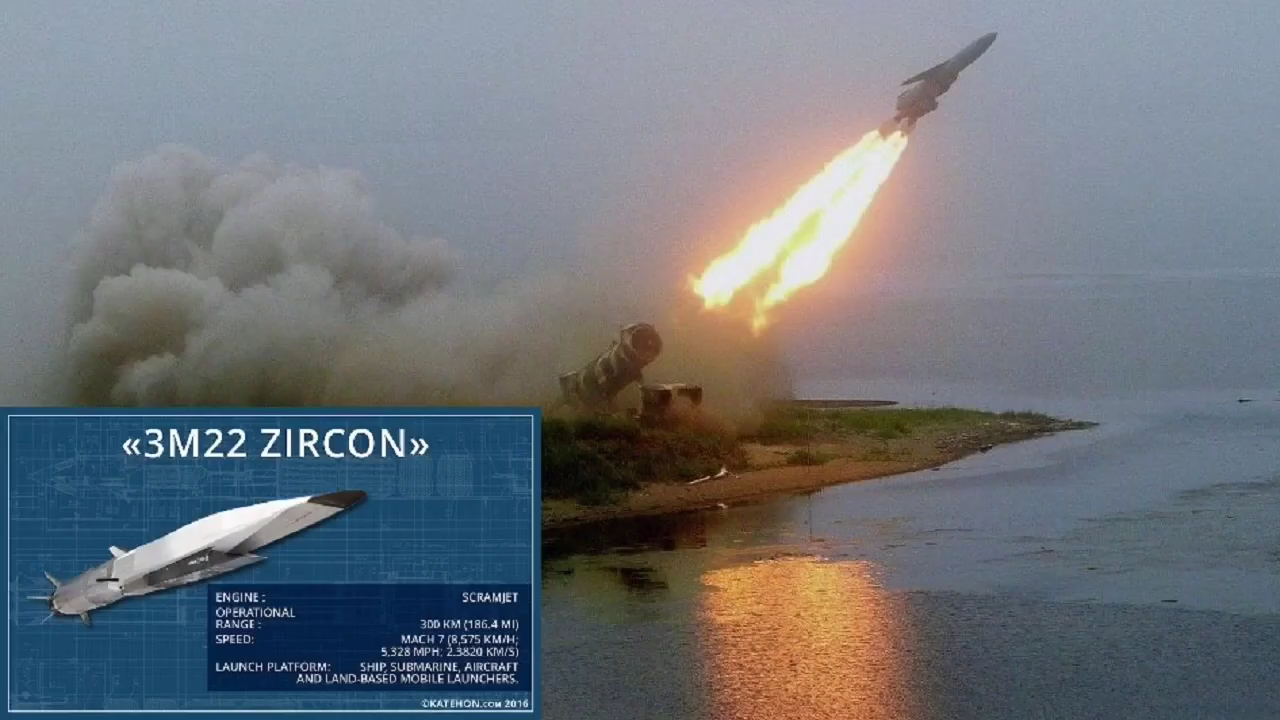 «3M22 ZIRCON»
ENGINE : SCRAMJET
OPERATIONAL
RANGE : 300 KM (186.4 MI)
SPEED: MACH 7 (8,575 KM/H;
5,328 MPH; 2.3820 KM/S)
LAUNCH PLATFORM: SHIP, SUBMARINE, AIRCRAFT
AND LAND-BASED MOBILE LAUNCHERS.
©KATEHON.COM 2016